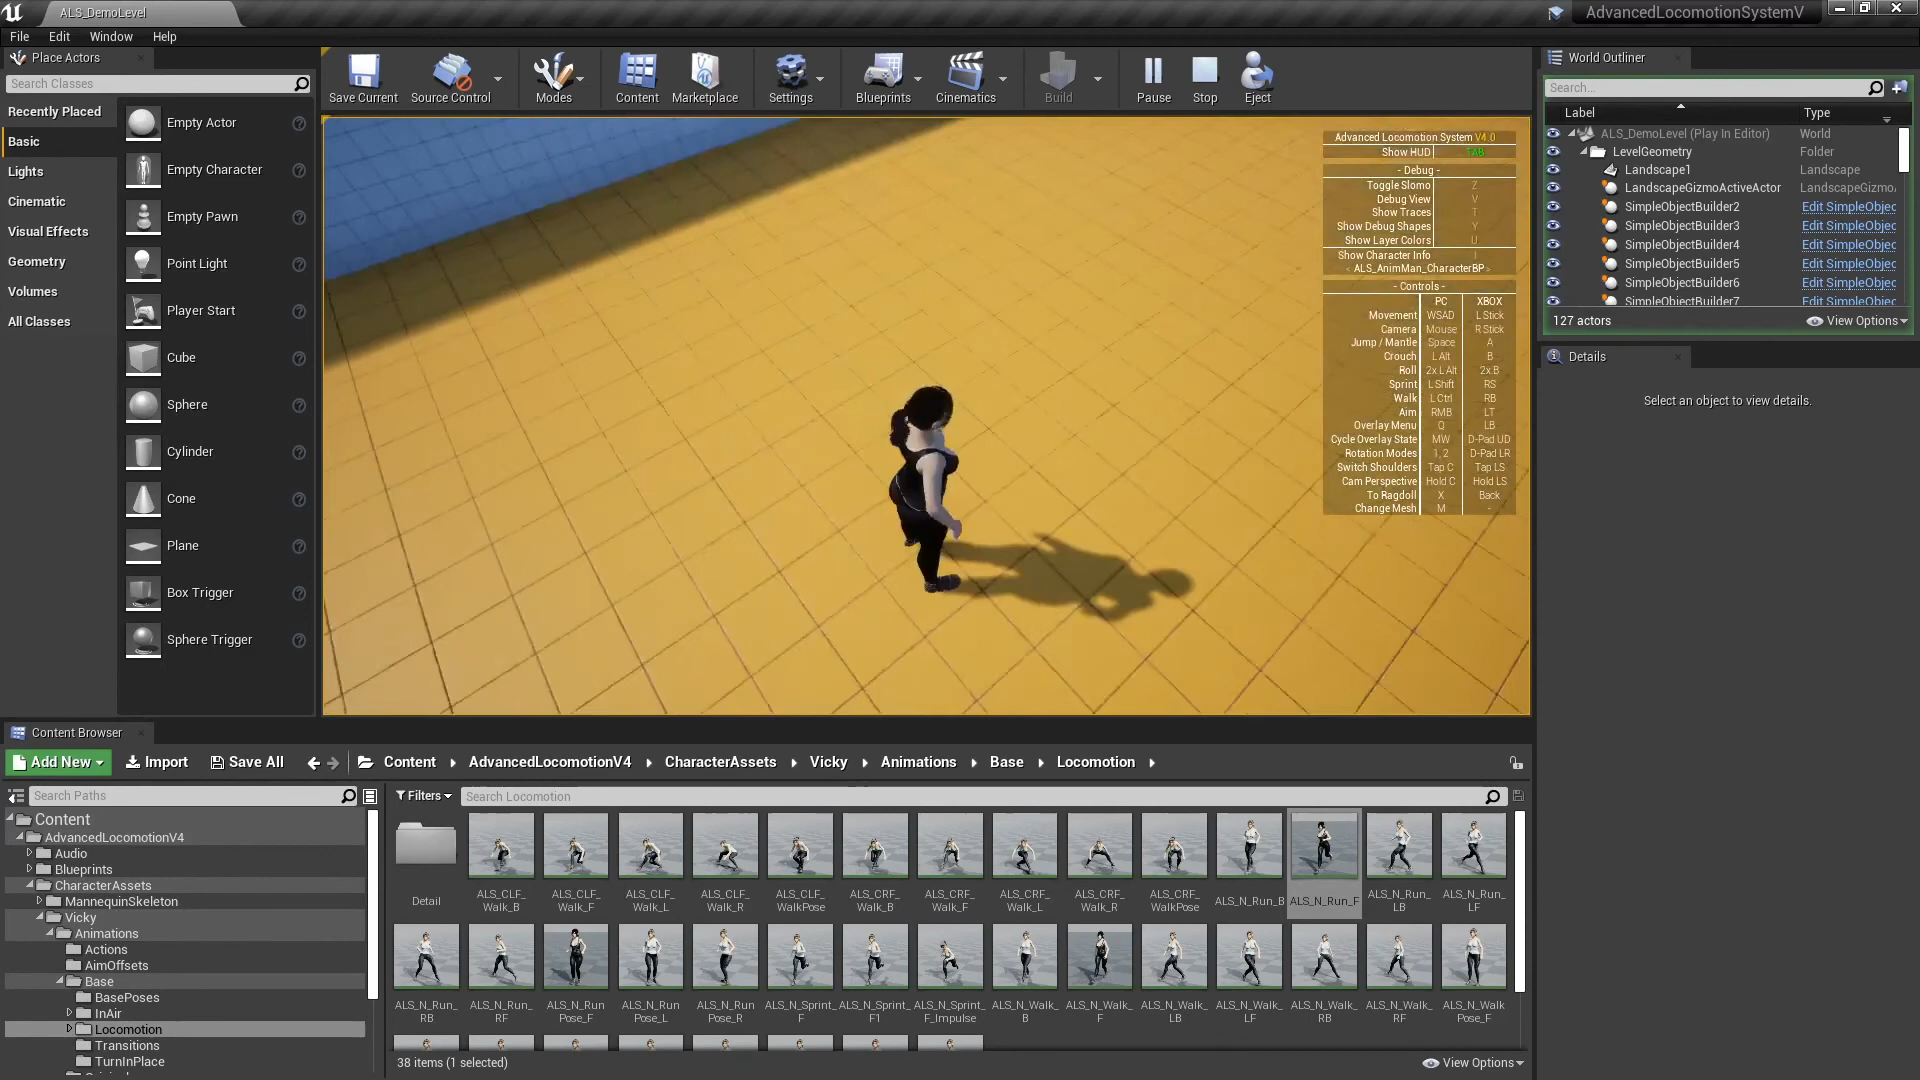 ALS_DemoLevel
AdvancedLocomotionSystemV
File Edit Window Help
Place Actors
Search Classes
Recently Placed
Basic
Lights
Cinematic
Visual Effects
Geometry
Volumes
All Classes
Empty Actor
Empty Character
Empty Pawn
Point Light
Player Start
Cube
Sphere
Cylinder
Cone
Plane
Box Trigger
Sphere Trigger
Save Current Source Control Modes Content Marketplace Settings Blueprints Cinematics Build Pause Stop Eject
Advanced Locomotion System V4.0
Show HUD TAB
- Debug -
Toggle Slomo Z
Debug View V
Show Traces T
Show Debug Shapes Y
Show Layer Colors U
Show Character Info I
< ALS_AnimMan_CharacterBP >
- Controls -
PC XBOX
Movement WSAD L Stick
Camera Mouse R Stick
Jump / Mantle Space A
Crouch L Alt B
Roll 2x L Alt 2x B
Sprint L Shift RS
Walk L Ctrl RB
Aim RMB LT
Overlay Menu Q LB
Cycle Overlay State MW D-Pad UD
Rotation Modes 1, 2 D-Pad LR
Switch Shoulders Tap C Tap LS
Cam Perspective Hold C Hold LS
To Ragdoll X Back
Change Mesh M -
World Outliner
Search...
Label Type
ALS_DemoLevel (Play In Editor) World
LevelGeometry Folder
Landscape1 Landscape
LandscapeGizmoActiveActor LandscapeGizmo
SimpleObjectBuilder2 Edit SimpleObjec
SimpleObjectBuilder3 Edit SimpleObjec
SimpleObjectBuilder4 Edit SimpleObjec
SimpleObjectBuilder5 Edit SimpleObjec
SimpleObjectBuilder6 Edit SimpleObjec
SimpleObjectBuilder7 Edit SimpleObjec
127 actors View Options
Details
Select an object to view details.
Content Browser
Add New Import Save All Content AdvancedLocomotionV4 CharacterAssets Vicky Animations Base Locomotion
Search Paths
Content
AdvancedLocomotionV4
Audio
Blueprints
CharacterAssets
MannequinSkeleton
Vicky
Animations
Actions
AimOffsets
Base
BasePoses
InAir
Locomotion
Transitions
TurnInPlace
Filters Search Locomotion
Detail
ALS_CLF_Walk_B
ALS_CLF_Walk_F
ALS_CLF_Walk_L
ALS_CLF_Walk_R
ALS_CLF_WalkPose
ALS_CRF_Walk_B
ALS_CRF_Walk_F
ALS_CRF_Walk_L
ALS_CRF_Walk_R
ALS_CRF_WalkPose
ALS_N_Run_B
ALS_N_Run_F
ALS_N_Run_LB
ALS_N_Run_LF
ALS_N_Run_RB
ALS_N_Run_RF
ALS_N_Run Pose_F
ALS_N_Run Pose_L
ALS_N_Run Pose_R
ALS_N_Sprint_F
ALS_N_Sprint_F1
ALS_N_Sprint_F_Impulse
ALS_N_Walk_B
ALS_N_Walk_F
ALS_N_Walk_LB
ALS_N_Walk_LF
ALS_N_Walk_RB
ALS_N_Walk_RF
ALS_N_Walk Pose_F
38 items (1 selected) View Options